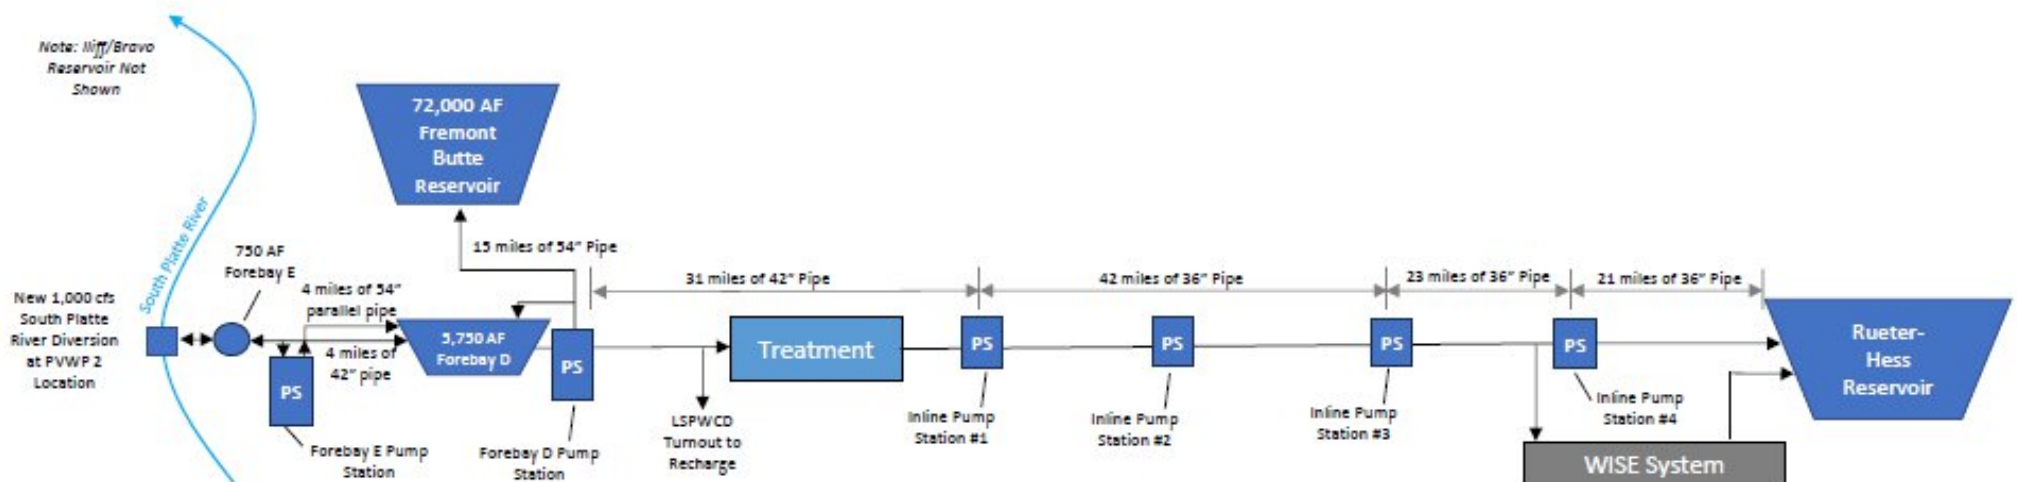 Note: Iliff/Bravo
Reservoir Not
Shown
South Platte River
New 1,000 cfs
South Platte
River Diversion
at PVWP 2
Location
750 AF
Forebay E
4 miles of 54"
parallel pipe
4 miles of
42" pipe
PS
Forebay E Pump
Station
72,000 AF
Fremont
Butte
Reservoir
15 miles of 54" Pipe
5,750 AF
Forebay D
PS
Forebay D Pump
Station
31 miles of 42" Pipe
LSPWCD
Turnout to
Recharge
Treatment
PS
Inline Pump
Station #1
42 miles of 36" Pipe
PS
Inline Pump
Station #2
PS
Inline Pump
Station #3
23 miles of 36" Pipe
PS
Inline Pump
Station #4
21 miles of 36" Pipe
WISE System
Rueter-
Hess
Reservoir